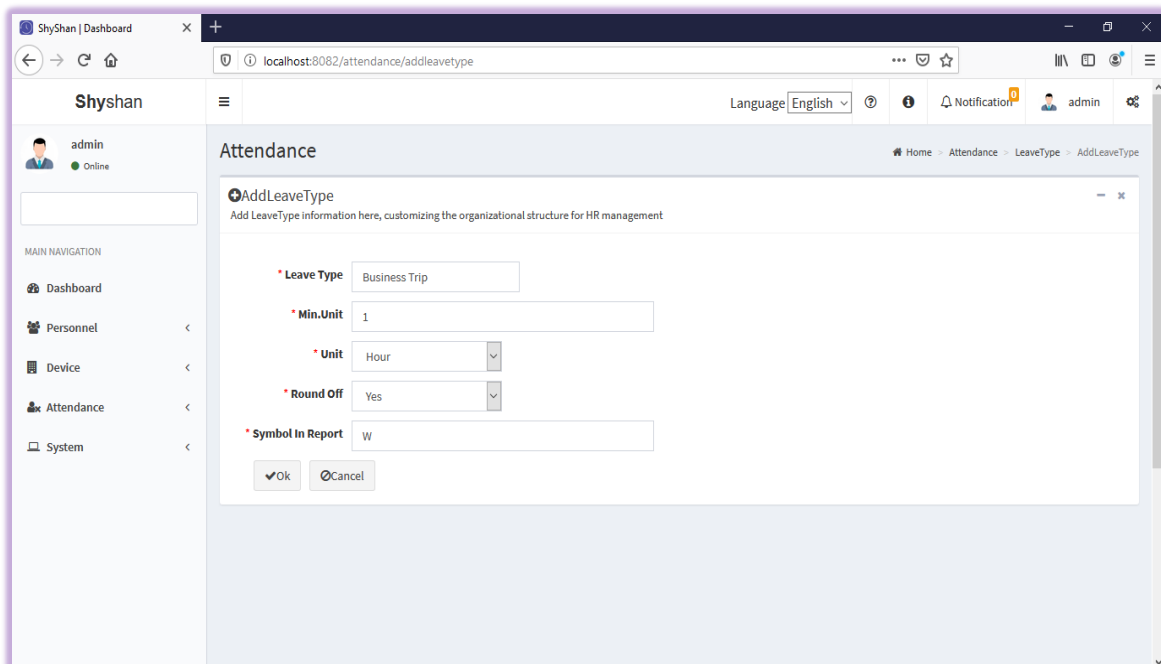 ShyShan | Dashboard
localhost:8082/attendance/addleavetype
Shyshan
Language English
Notification 0
admin
admin
Online
Attendance
Home > Attendance > LeaveType > AddLeaveType
AddLeaveType
Add LeaveType information here, customizing the organizational structure for HR management
MAIN NAVIGATION
Dashboard
Personnel
Device
Attendance
System
* Leave Type Business Trip
* Min.Unit 1
* Unit Hour
* Round Off Yes
* Symbol In Report W
Ok Cancel